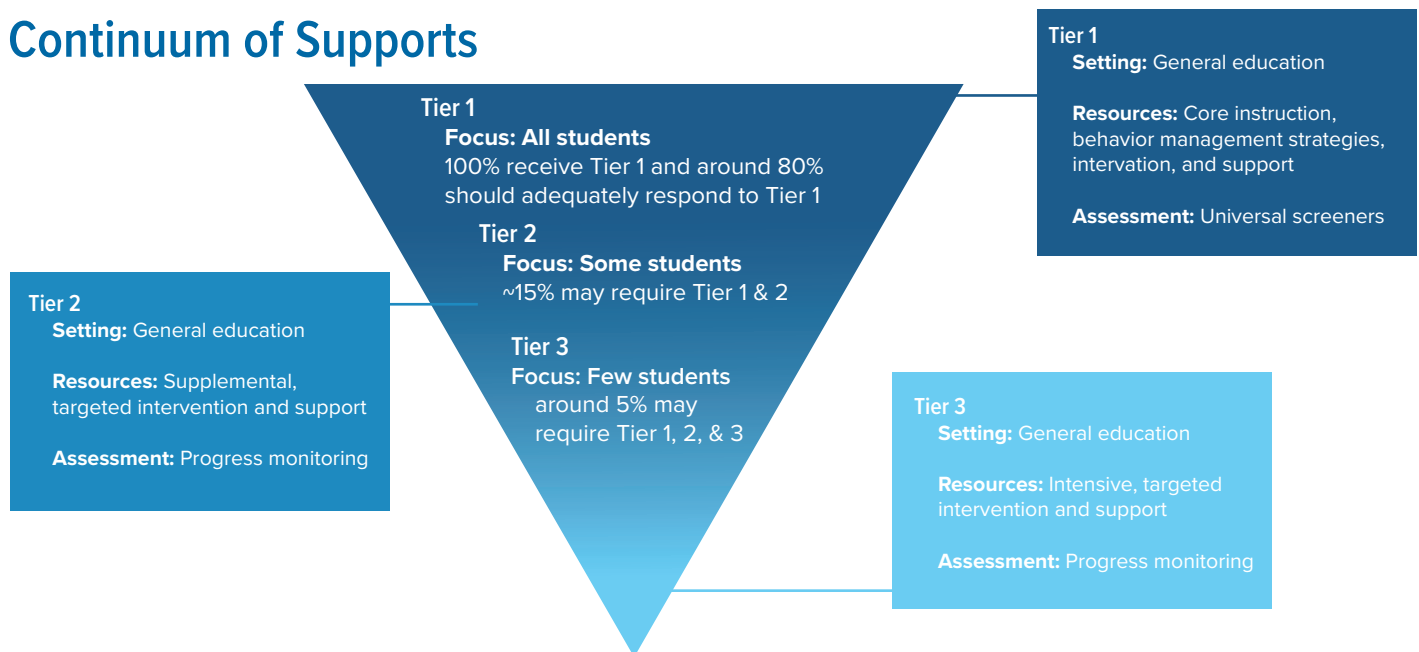 Continuum of Supports
Tier 1
Focus: All students
100% receive Tier 1 and around 80%
should adequately respond to Tier 1
Tier 2
Focus: Some students
~15% may require Tier 1 & 2
Tier 3
Focus: Few students
around 5% may
require Tier 1, 2, & 3
Tier 1
Setting: General education
Resources: Core instruction,
behavior management strategies,
intervation, and support
Assessment: Universal screeners
Tier 2
Setting: General education
Resources: Supplemental,
targeted intervention and support
Assessment: Progress monitoring
Tier 3
Setting: General education
Resources: Intensive, targeted
intervention and support
Assessment: Progress monitoring